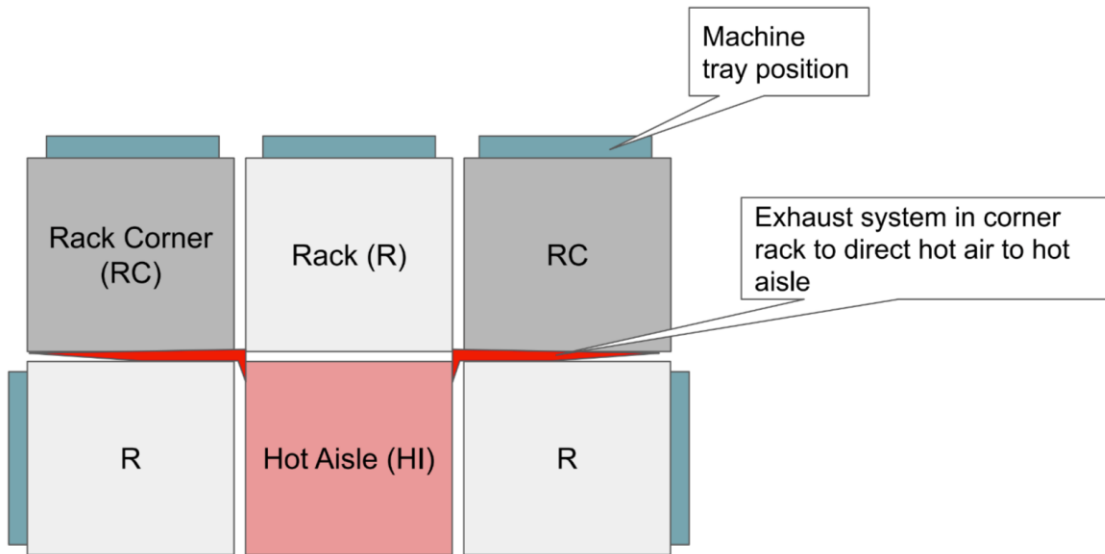 Machine
tray position
Rack Corner
(RC)
Rack (R)
RC
Exhaust system in corner
rack to direct hot air to hot
aisle
R
Hot Aisle (HI)
R